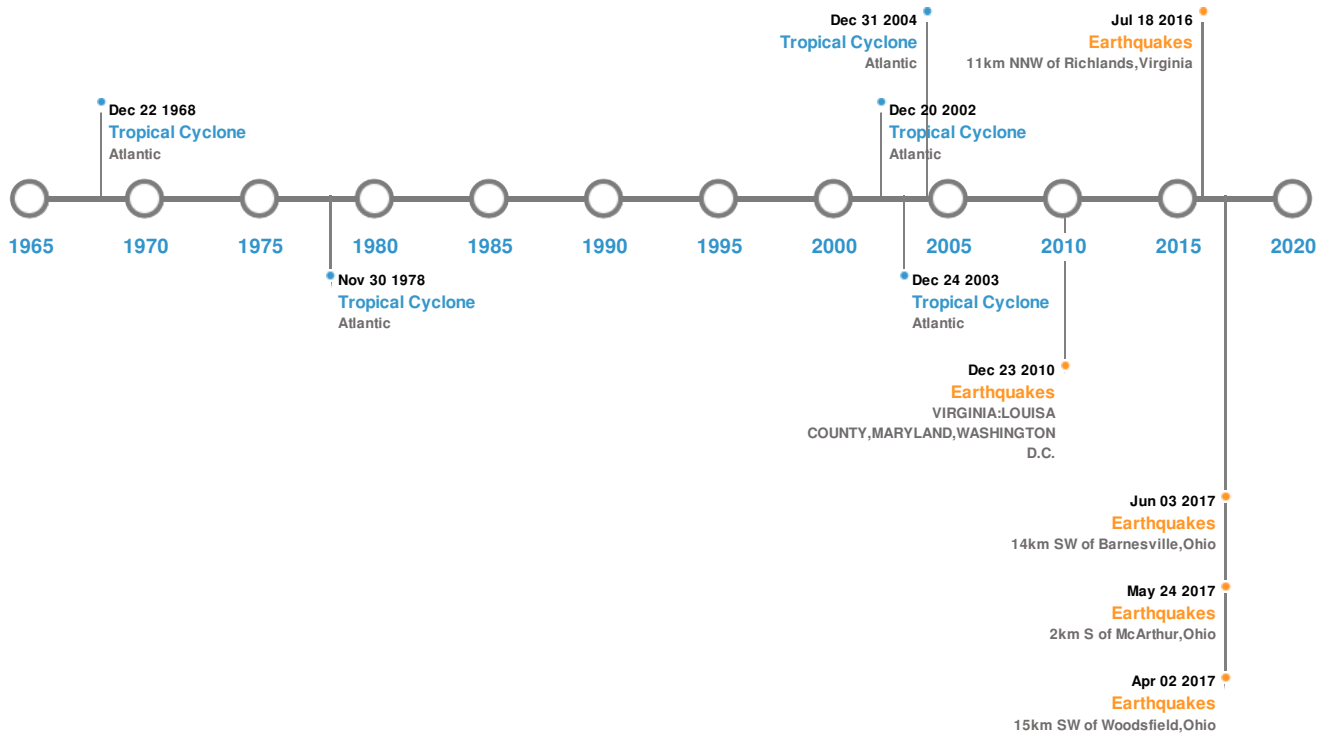 Dec 31 2004
Tropical Cyclone
Atlantic
Jul 18 2016
Earthquakes
11km NNW of Richlands,Virginia
Dec 22 1968
Tropical Cyclone
Atlantic
Dec 20 2002
Tropical Cyclone
Atlantic
1965 1970 1975 1980 1985 1990 1995 2000 2005 2010 2015 2020
Nov 30 1978
Tropical Cyclone
Atlantic
Dec 24 2003
Tropical Cyclone
Atlantic
Dec 23 2010
Earthquakes
VIRGINIA:LOUISA
COUNTY,MARYLAND,WASHINGTON
D.C.
Jun 03 2017
Earthquakes
14km SW of Barnesville,Ohio
May 24 2017
Earthquakes
2km S of McArthur,Ohio
Apr 02 2017
Earthquakes
15km SW of Woodsfield,Ohio